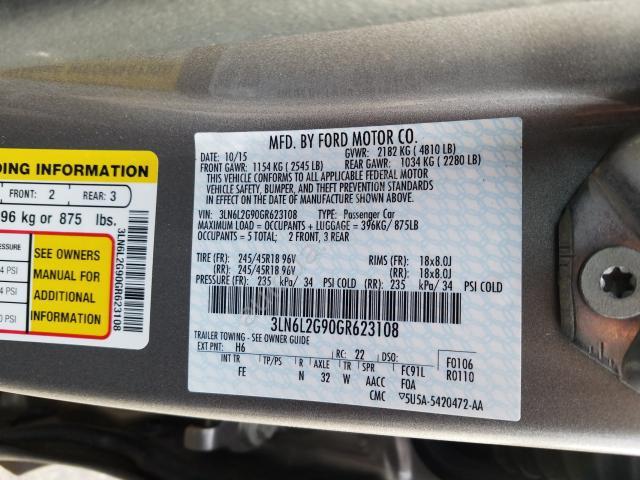 DING INFORMATION
FRONT: 2 REAR: 3
96 kg or 875 lbs.
SEE OWNERS
MANUAL FOR
ADDITIONAL
INFORMATION
4 PSI
4 PSI
0 PSI
3LN6L2G90GR623108
MFD. BY FORD MOTOR CO.
DATE: 10/15 GVWR: 2182 KG ( 4810 LB)
FRONT GAWR: 1154 KG ( 2545 LB) REAR GAWR: 1034 KG ( 2280 LB)
THIS VEHICLE CONFORMS TO ALL APPLICABLE FEDERAL MOTOR
VEHICLE SAFETY, BUMPER, AND THEFT PREVENTION STANDARDS
IN EFFECT ON THE DATE OF MANUFACTURE SHOWN ABOVE.
VIN: 3LN6L2G90GR623108 TYPE: Passenger Car
MAXIMUM LOAD = OCCUPANTS + LUGGAGE = 396KG/ 875LB
OCCUPANTS = 5 TOTAL: 2 FRONT, 3 REAR
TIRE (FR): 245/45R18 96V RIMS (FR): 18x8.0J
(RR): 245/45R18 96V (RR): 18x8.0J
PRESSURE (FR): 235 kPa/ 34 PSI COLD (RR): 235 kPa/ 34 PSI COLD
3LN6L2G90GR623108
TRAILER TOWING - SEE OWNER GUIDE
EXT PNT: H6 RC: 22 DSO:
INT TR TP/PS R AXLE TR SPR FC91L F0106
FE N 32 W AACC FOA R0110
CMC ▽5U5A-5420472-AA